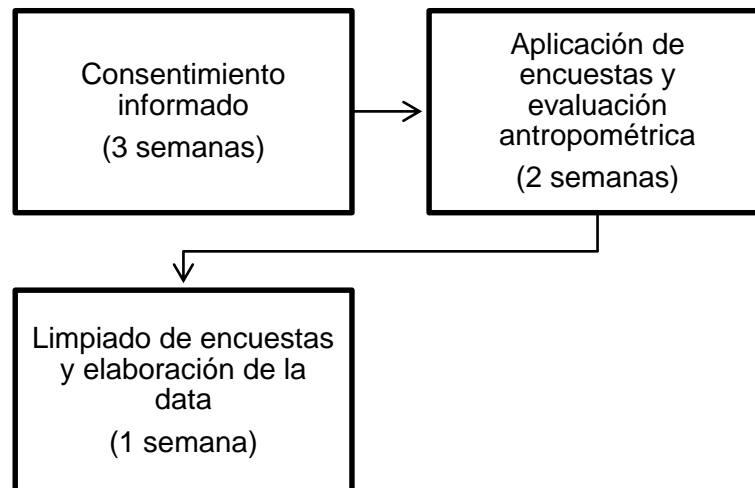 Consentimiento
informado
(3 semanas)
Aplicación de
encuestas y
evaluación
antropométrica
(2 semanas)
Limpiado de encuestas
y elaboración de la
data
(1 semana)